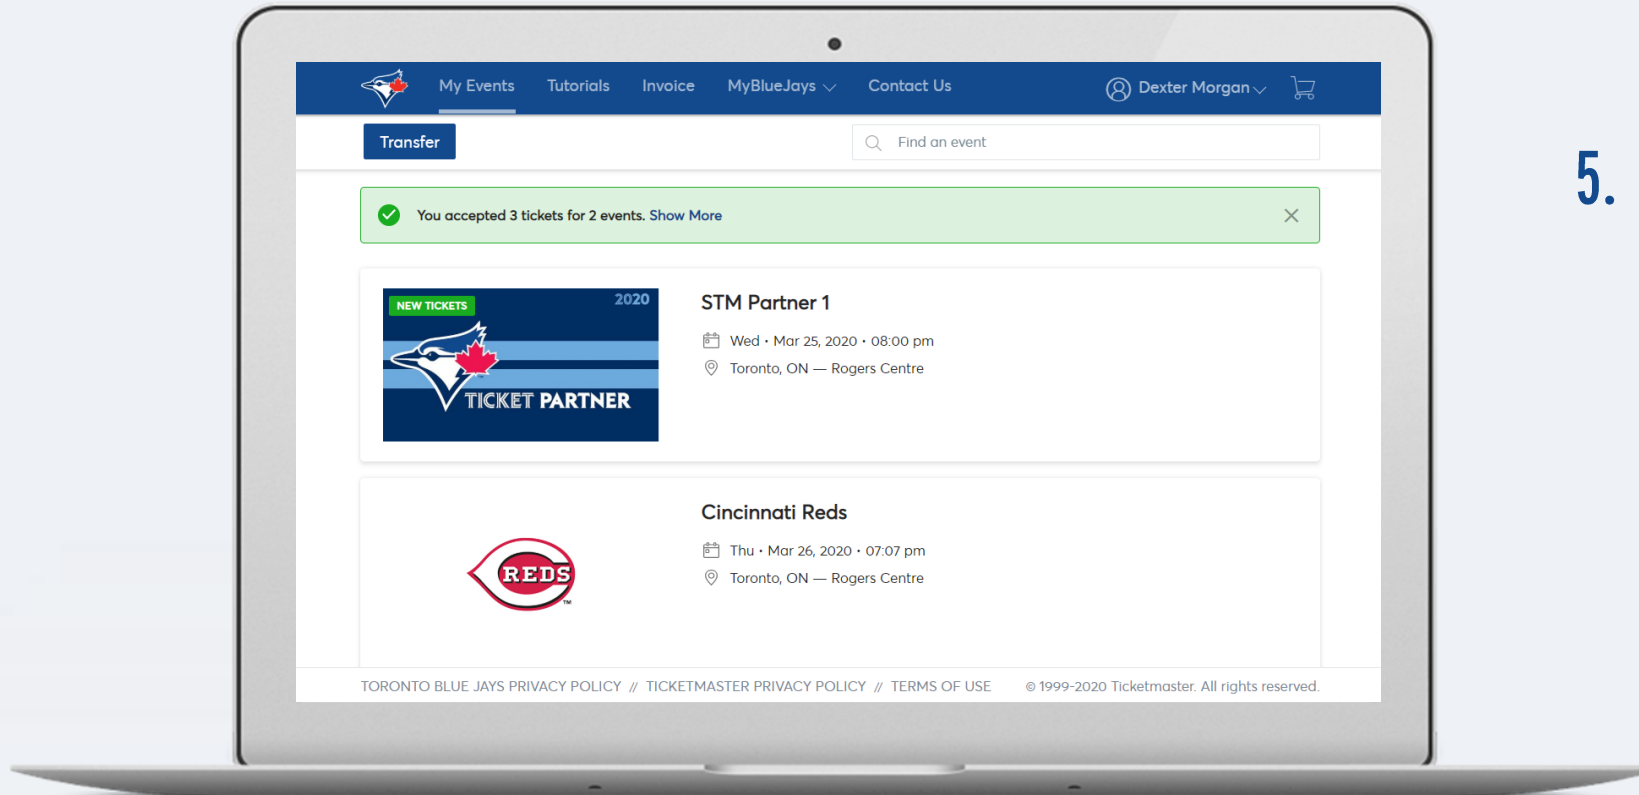 My Events Tutorials Invoice MyBlueJays Contact Us Dexter Morgan
Transfer Find an event
5.
You accepted 3 tickets for 2 events. Show More
NEW TICKETS 2020
TICKET PARTNER
STM Partner 1
Wed • Mar 25, 2020 • 08:00 pm
Toronto, ON — Rogers Centre
REDS TM
Cincinnati Reds
Thu • Mar 26, 2020 • 07:07 pm
Toronto, ON — Rogers Centre
TORONTO BLUE JAYS PRIVACY POLICY // TICKETMASTER PRIVACY POLICY // TERMS OF USE © 1999-2020 Ticketmaster. All rights reserved.